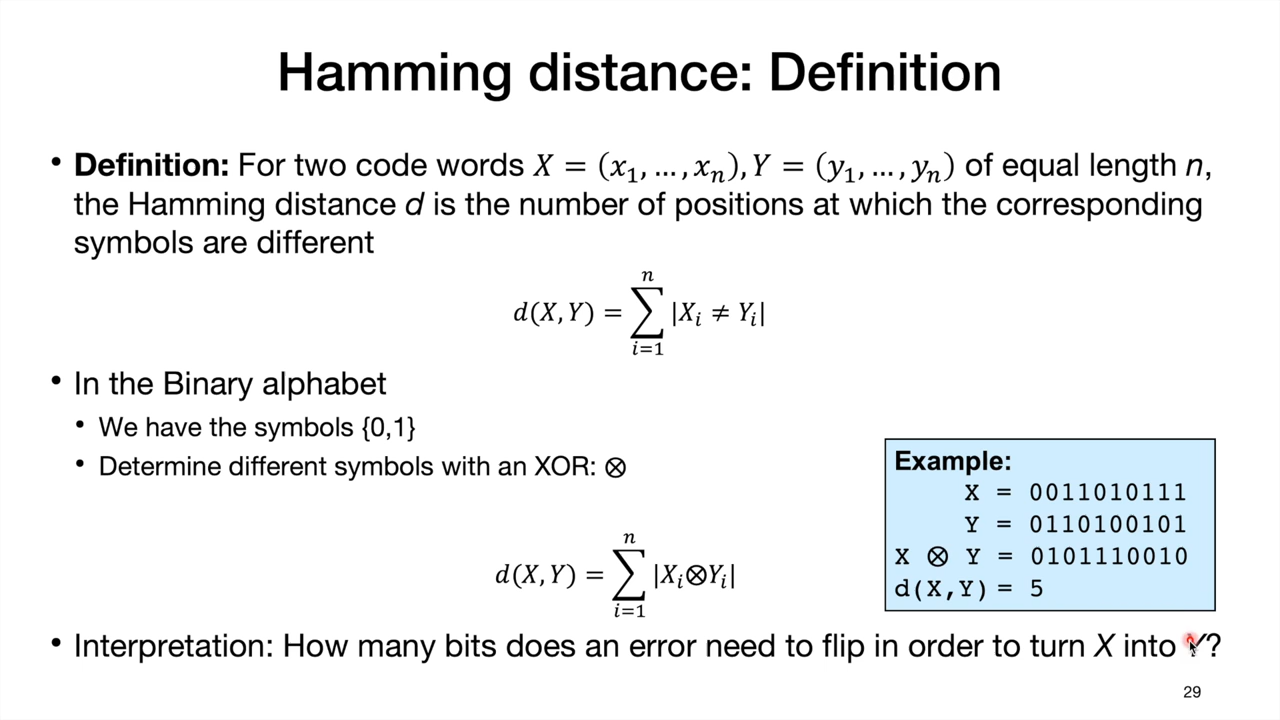 Hamming distance: Definition
• Definition: For two code words X = (x₁, … , xₙ), Y = (y₁, … , yₙ) of equal length n,
the Hamming distance d is the number of positions at which the corresponding
symbols are different
d(X, Y) = ∑ᵢ₌₁ⁿ |Xᵢ ≠ Yᵢ|
• In the Binary alphabet
• We have the symbols {0,1}
• Determine different symbols with an XOR: ⊗
d(X, Y) = ∑ᵢ₌₁ⁿ |Xᵢ⊗Yᵢ|
Example:
X = 0011010111
Y = 0110100101
X ⊗ Y = 0101110010
d(X,Y) = 5
• Interpretation: How many bits does an error need to flip in order to turn X into Y?
29